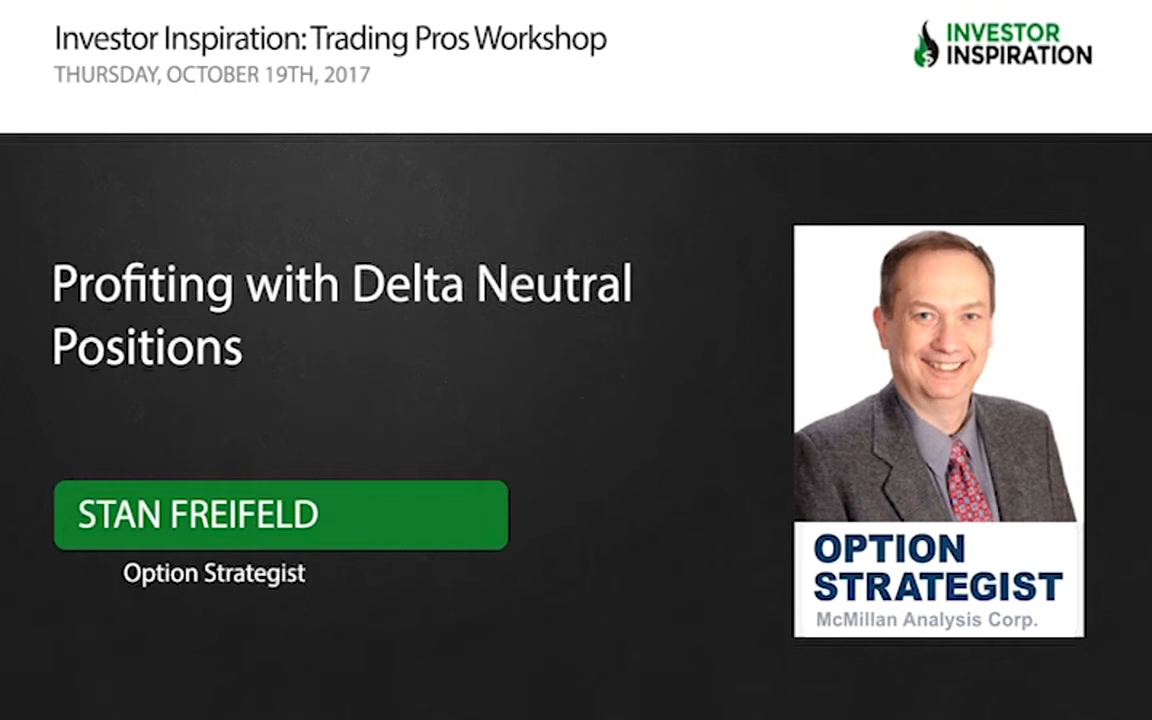 Investor Inspiration: Trading Pros Workshop
THURSDAY, OCTOBER 19TH, 2017
INVESTOR
INSPIRATION
Profiting with Delta Neutral
Positions
STAN FREIFELD
Option Strategist
OPTION
STRATEGIST
McMillan Analysis Corp.